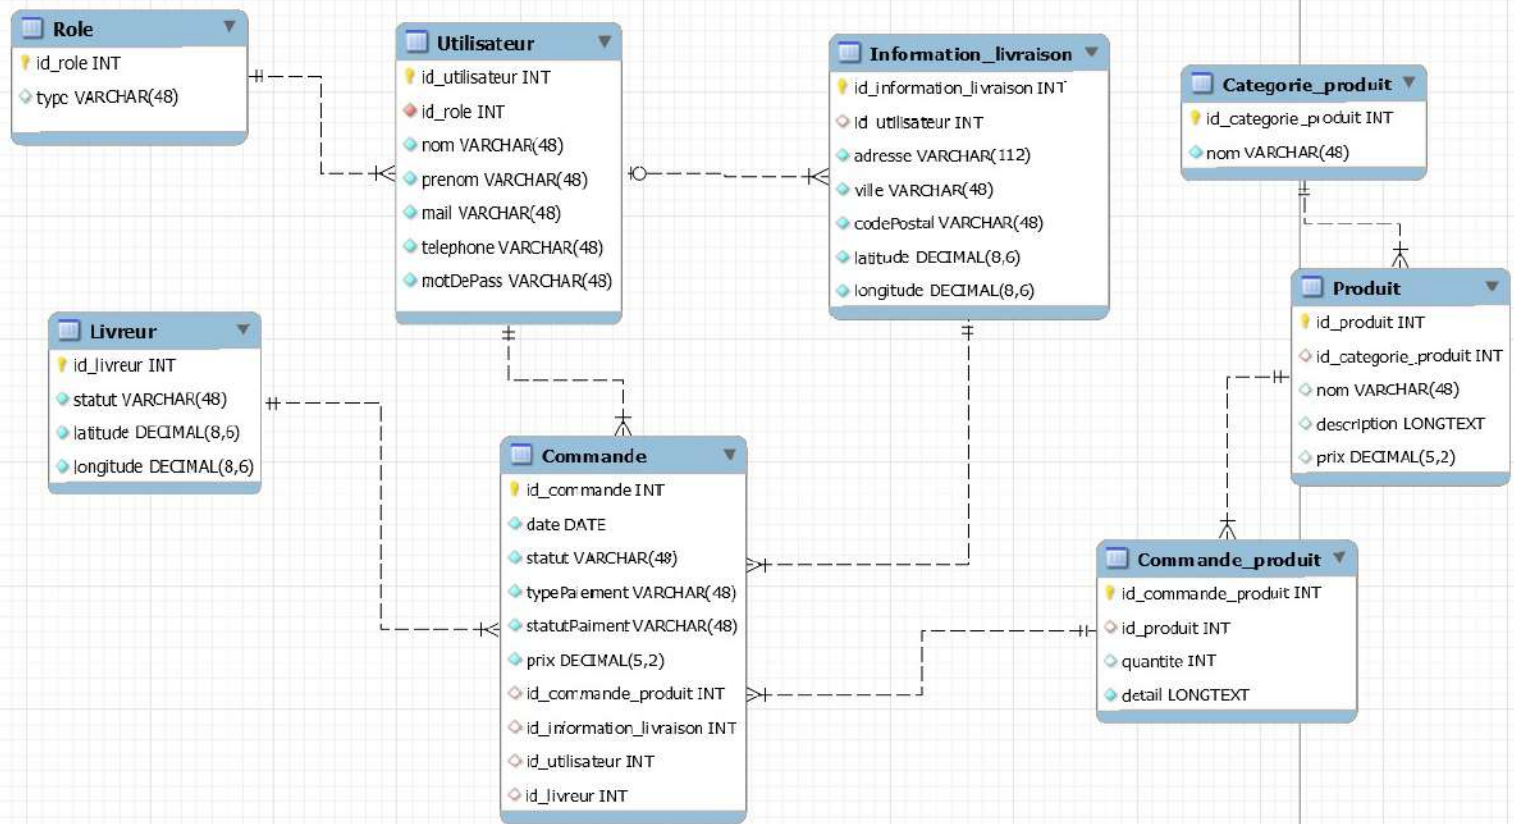 Role
id_role INT
type VARCHAR(48)
Utilisateur
id_utilisateur INT
id_role INT
nom VARCHAR(48)
prenom VARCHAR(48)
mail VARCHAR(48)
telephone VARCHAR(48)
motDePass VARCHAR(48)
Information_livraison
id_information_livraison INT
id_utilisateur INT
adresse VARCHAR(112)
ville VARCHAR(48)
codePostal VARCHAR(48)
latitude DECIMAL(8,6)
longitude DECIMAL(8,6)
Categorie_produit
id_categorie_produit INT
nom VARCHAR(48)
Produit
id_produit INT
id_categorie_produit INT
nom VARCHAR(48)
description LONGTEXT
prix DECIMAL(5,2)
Livreur
id_livreur INT
statut VARCHAR(48)
latitude DECIMAL(8,6)
longitude DECIMAL(8,6)
Commande
id_commande INT
date DATE
statut VARCHAR(48)
typePaiement VARCHAR(48)
statutPaiment VARCHAR(48)
prix DECIMAL(5,2)
id_commande_produit INT
id_information_livraison INT
id_utilisateur INT
id_livreur INT
Commande_produit
id_commande_produit INT
id_produit INT
quantite INT
detail LONGTEXT